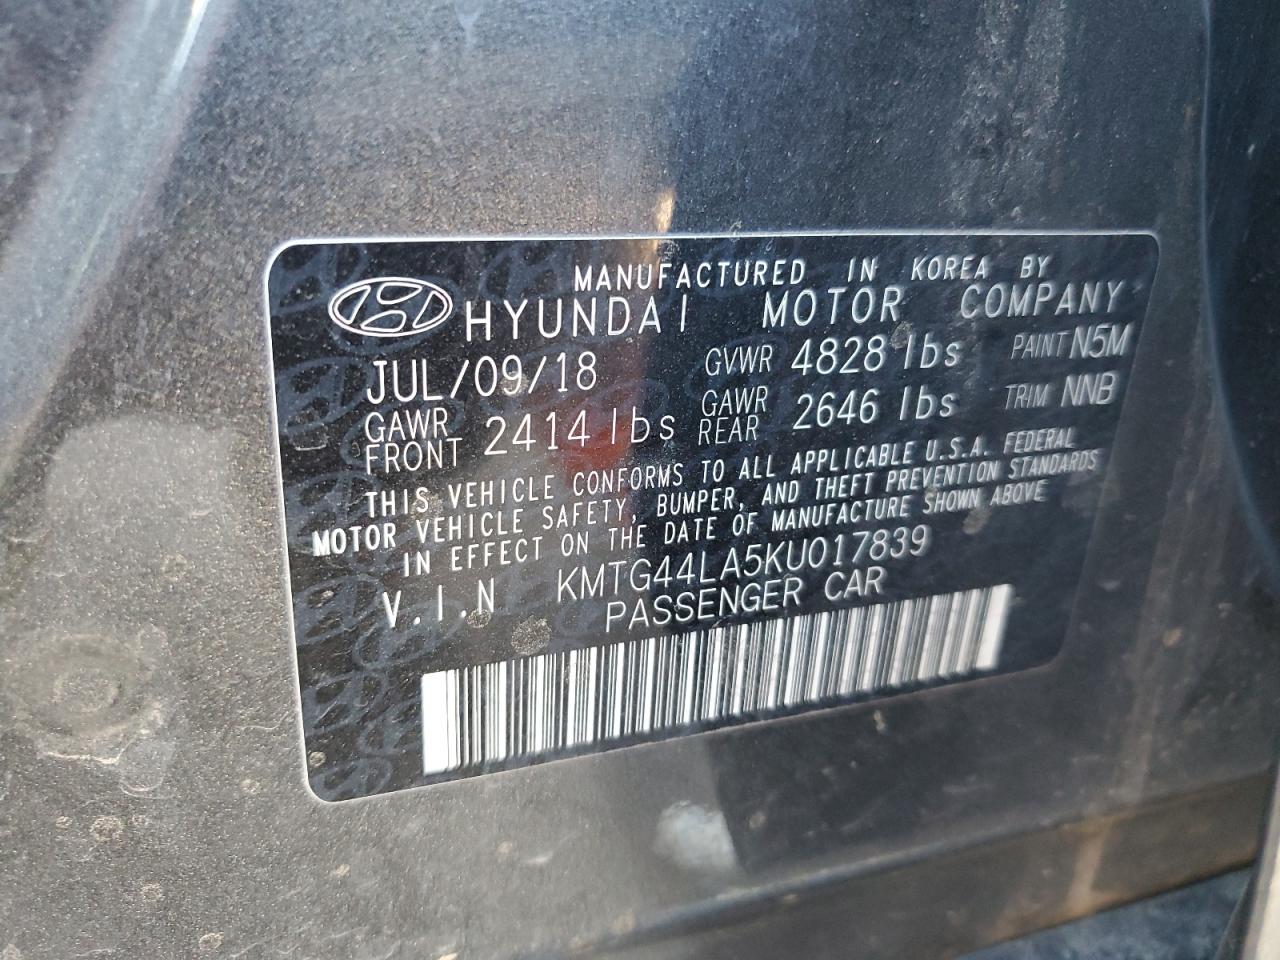 MANUFACTURED IN KOREA BY
HYUNDAI MOTOR COMPANY
JUL/09/18 GVWR 4828 lbs PAINT N5M
GAWR FRONT 2414 lbs GAWR REAR 2646 lbs TRIM NNB
THIS VEHICLE CONFORMS TO ALL APPLICABLE U.S.A. FEDERAL
MOTOR VEHICLE SAFETY, BUMPER, AND THEFT PREVENTION STANDARDS
IN EFFECT ON THE DATE OF MANUFACTURE SHOWN ABOVE
V.I.N KMTG44LA5KU017839
PASSENGER CAR